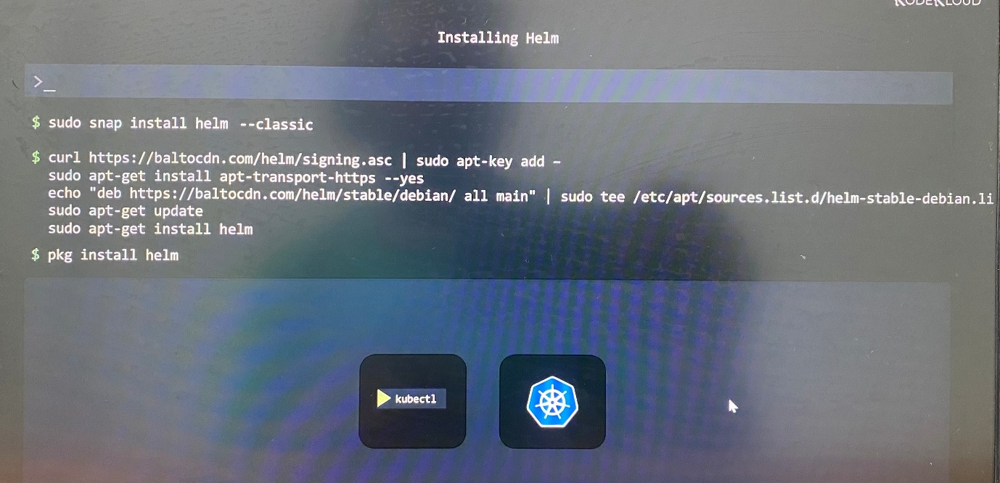 KODEKLOUD
Installing Helm
>_
$ sudo snap install helm --classic
$ curl https://baltocdn.com/helm/signing.asc | sudo apt-key add -
sudo apt-get install apt-transport-https --yes
echo "deb https://baltocdn.com/helm/stable/debian/ all main" | sudo tee /etc/apt/sources.list.d/helm-stable-debian.li
sudo apt-get update
sudo apt-get install helm
$ pkg install helm
kubectl